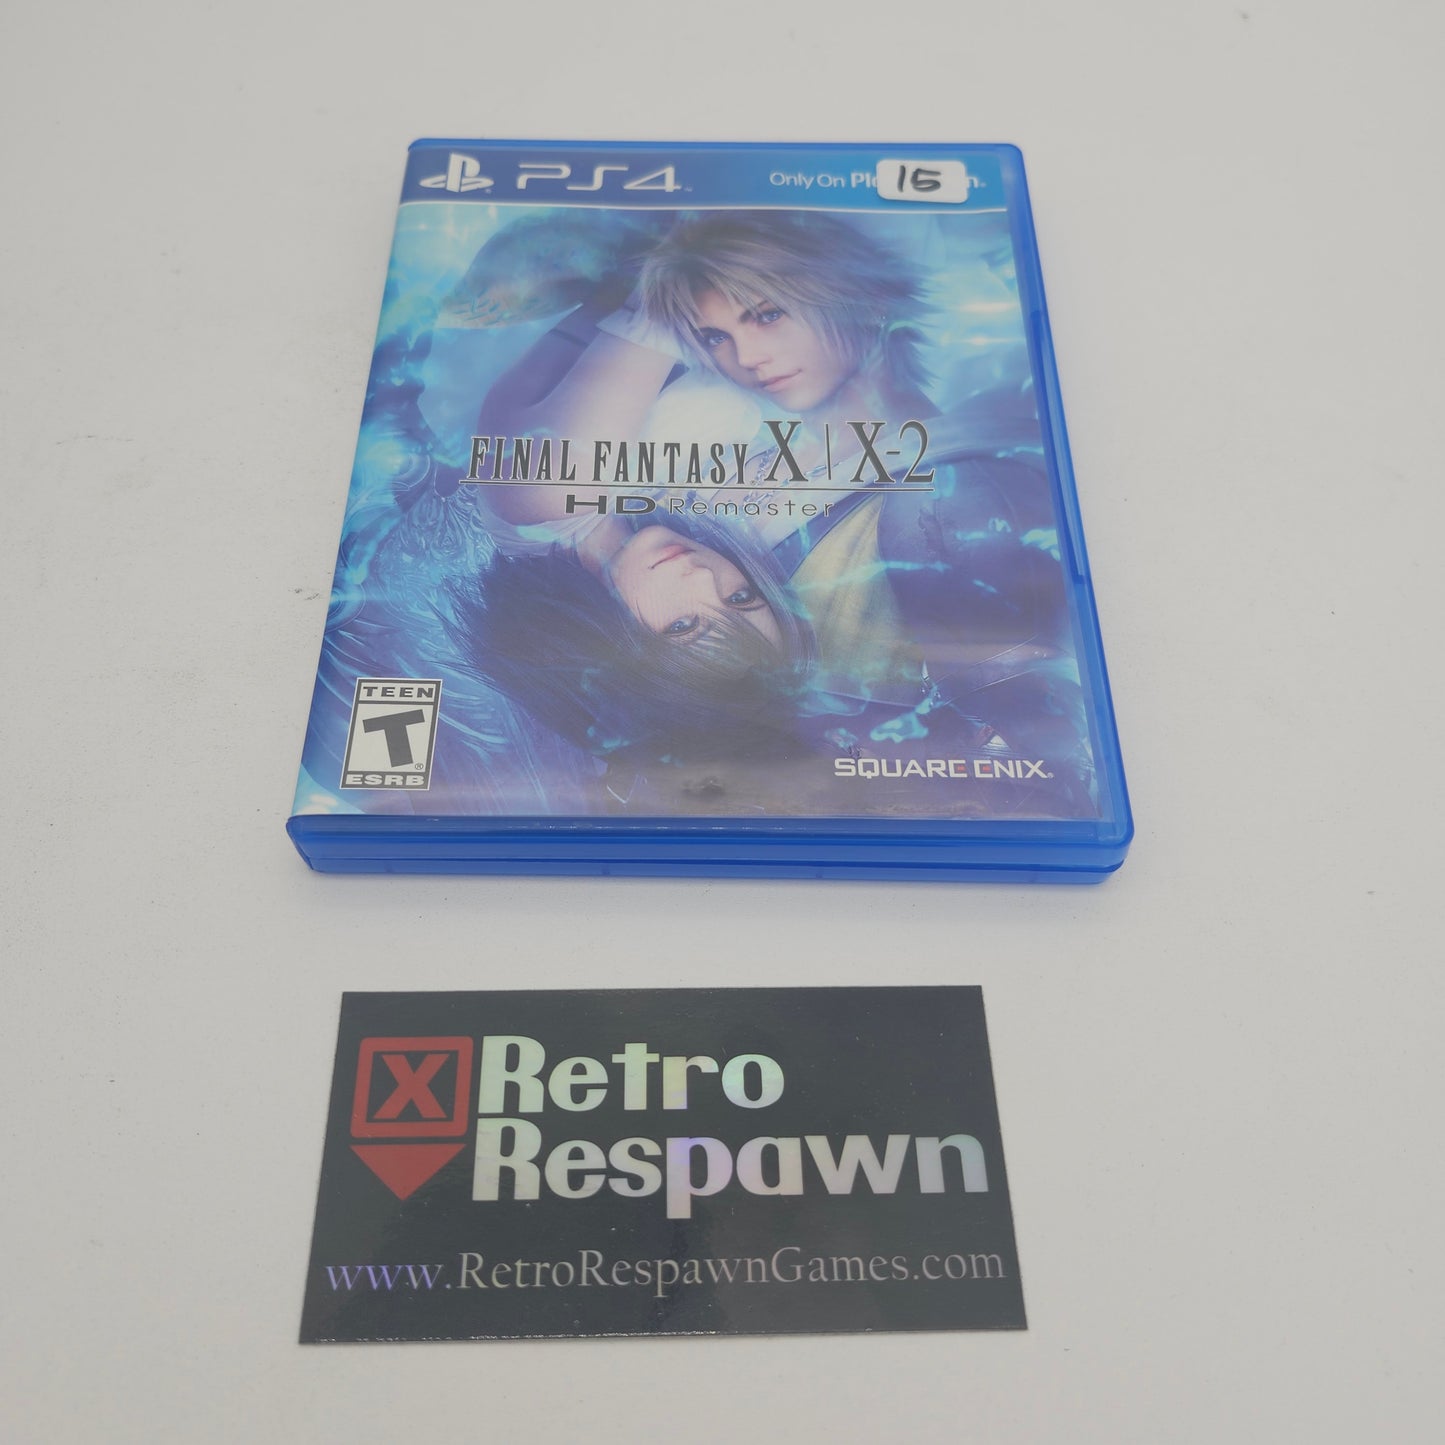 PS4
Only On Pl
15
n.
FINAL FANTASY X | X-2
HD Remaster
TEEN
T
ESRB
SQUARE ENIX.
X Retro
Respawn
www.RetroRespawnGames.com